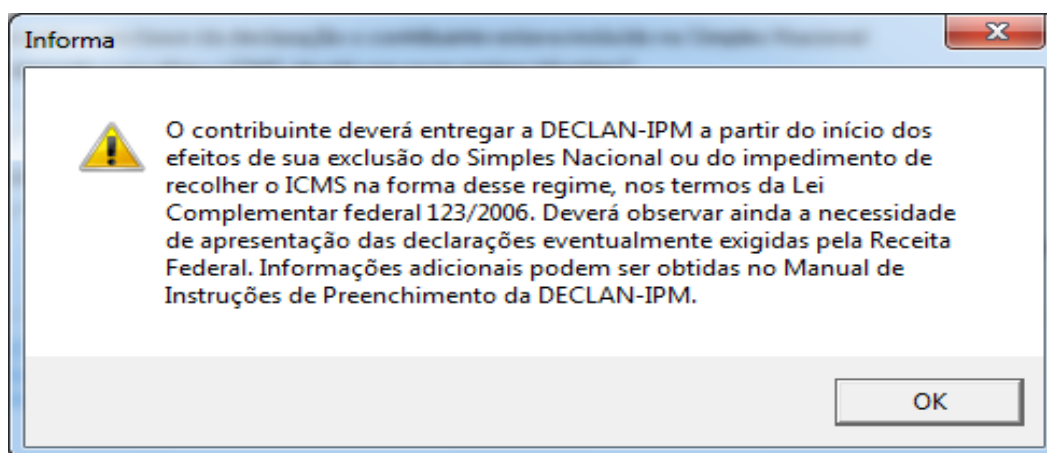 Informa
O contribuinte deverá entregar a DECLAN-IPM a partir do início dos
efeitos de sua exclusão do Simples Nacional ou do impedimento de
recolher o ICMS na forma desse regime, nos termos da Lei
Complementar federal 123/2006. Deverá observar ainda a necessidade
de apresentação das declarações eventualmente exigidas pela Receita
Federal. Informações adicionais podem ser obtidas no Manual de
Instruções de Preenchimento da DECLAN-IPM.
OK